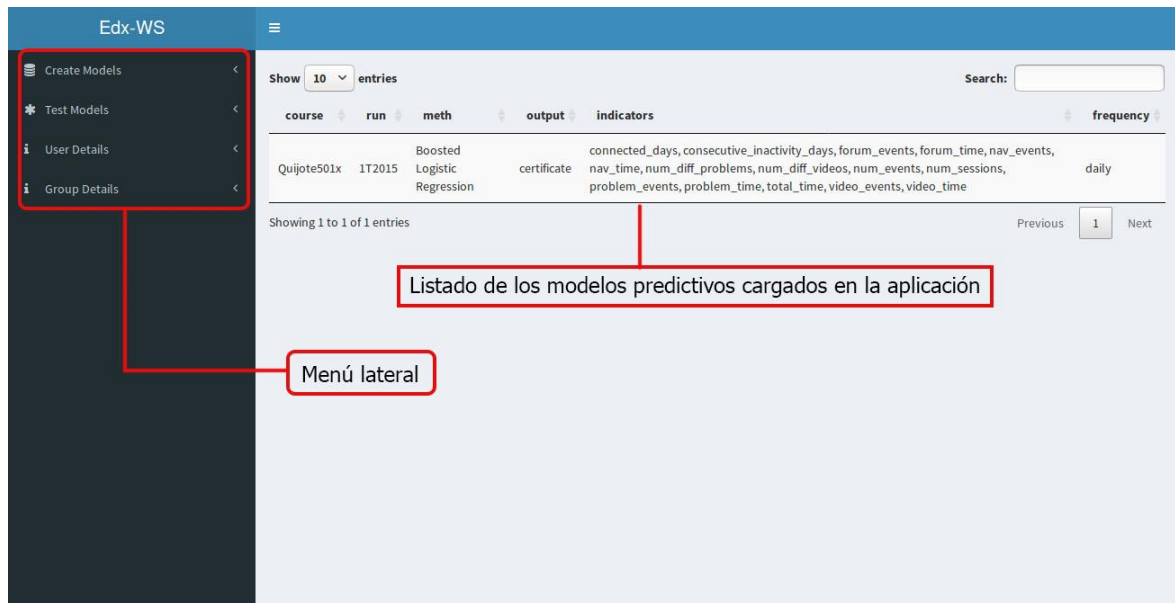 Edx-WS
Create Models
Test Models
User Details
Group Details
Show 10 entries
Search:
course run meth output indicators frequency
Quijote501x 1T2015 Boosted Logistic Regression certificate connected_days, consecutive_inactivity_days, forum_events, forum_time, nav_events, nav_time, num_diff_problems, num_diff_videos, num_events, num_sessions, problem_events, problem_time, total_time, video_events, video_time daily
Showing 1 to 1 of 1 entries
Previous 1 Next
Listado de los modelos predictivos cargados en la aplicación
Menú lateral